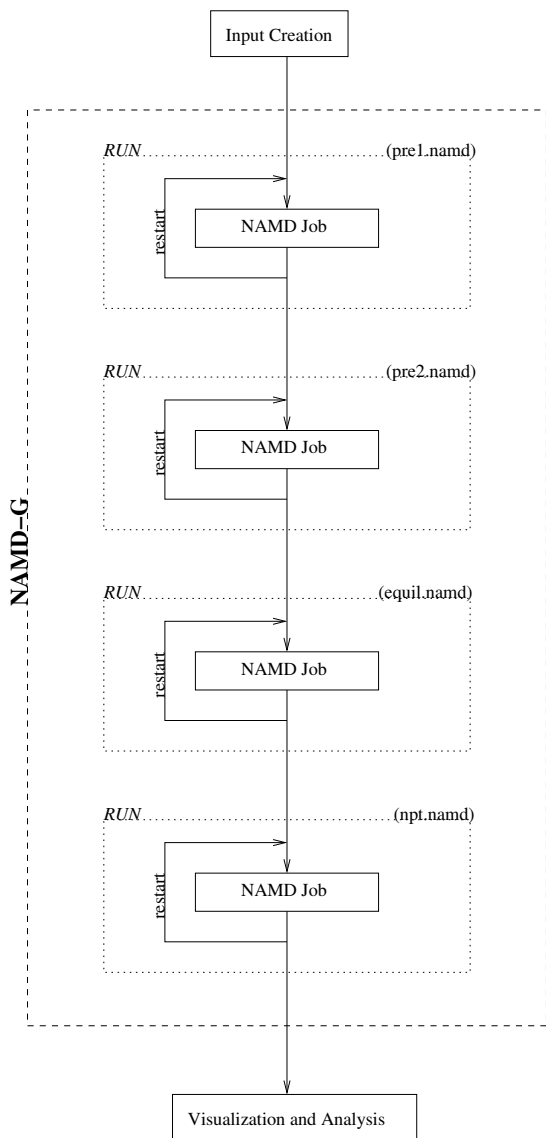 Input Creation
RUN (pre1.namd)
restart
NAMD Job
RUN (pre2.namd)
restart
NAMD Job
NAMD–G
RUN (equil.namd)
restart
NAMD Job
RUN (npt.namd)
restart
NAMD Job
Visualization and Analysis